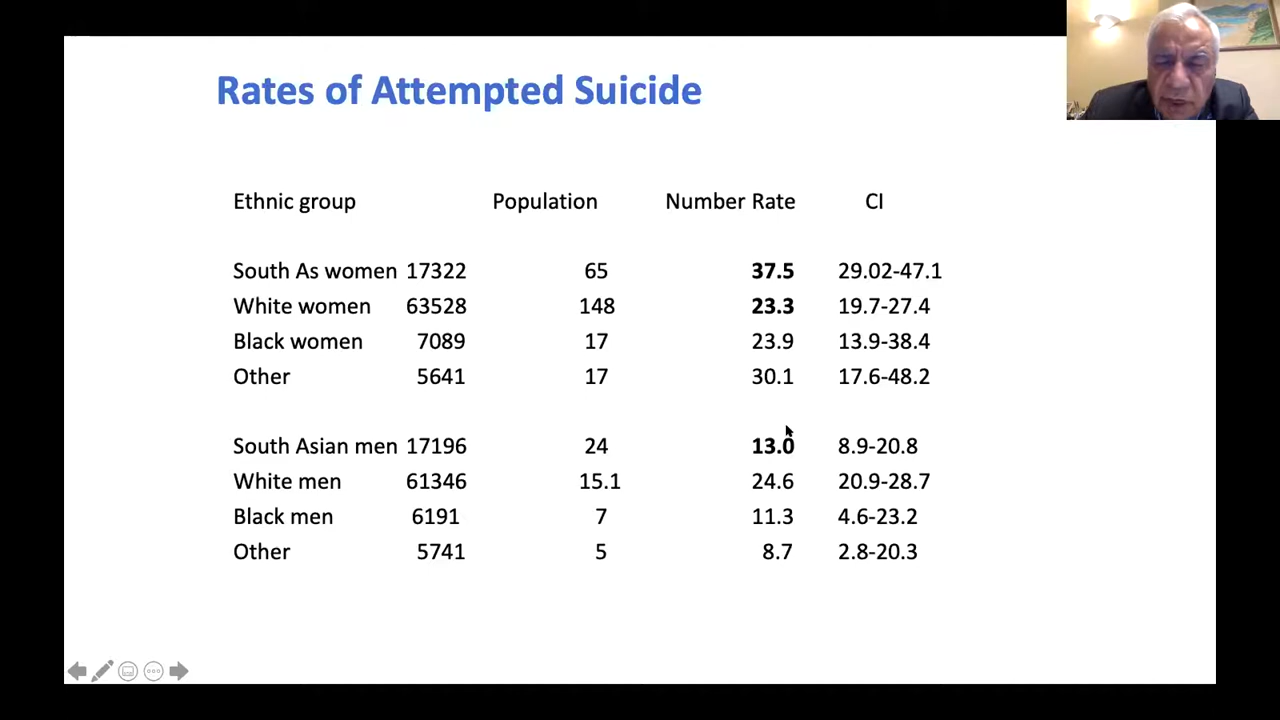 Rates of Attempted Suicide
Ethnic group Population Number Rate CI
South As women 17322 65 37.5 29.02-47.1
White women 63528 148 23.3 19.7-27.4
Black women 7089 17 23.9 13.9-38.4
Other 5641 17 30.1 17.6-48.2
South Asian men 17196 24 13.0 8.9-20.8
White men 61346 15.1 24.6 20.9-28.7
Black men 6191 7 11.3 4.6-23.2
Other 5741 5 8.7 2.8-20.3